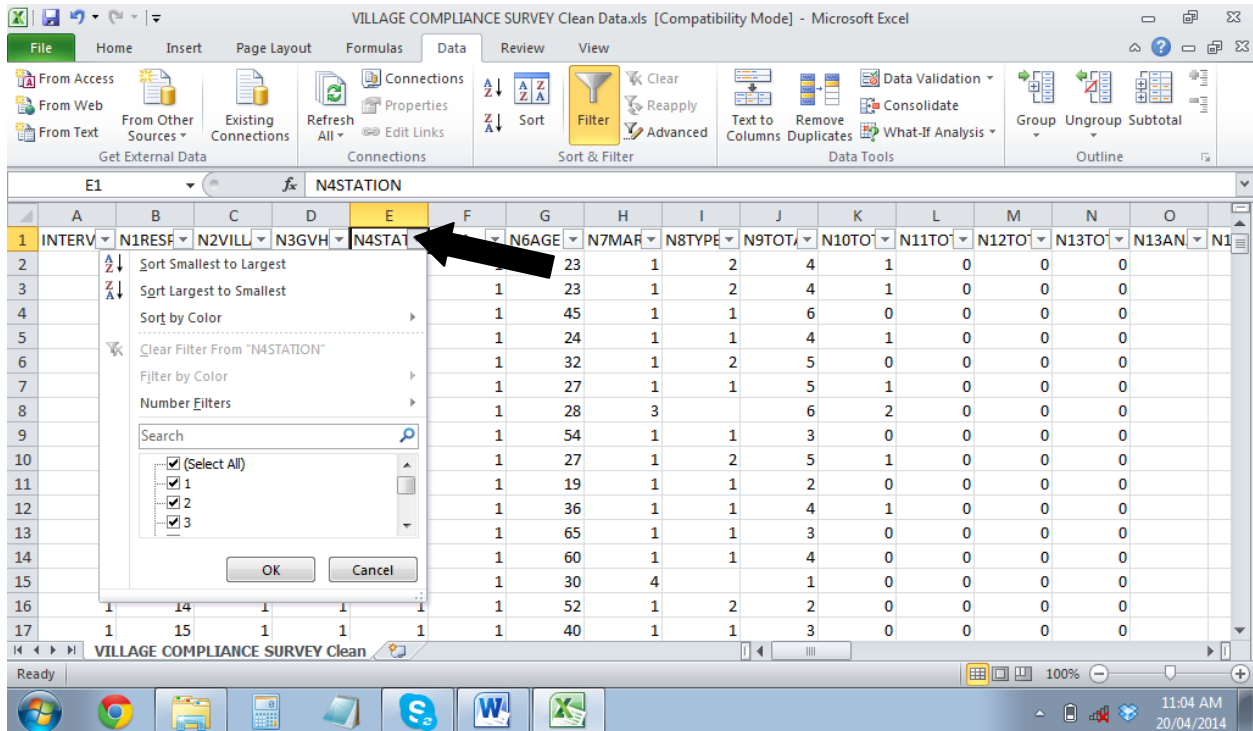 VILLAGE COMPLIANCE SURVEY Clean Data.xls [Compatibility Mode] - Microsoft Excel
File Home Insert Page Layout Formulas Data Review View
From Access
From Web
From Text
From Other Sources
Existing Connections
Get External Data
Refresh All
Connections
Properties
Edit Links
Connections
Sort
Filter
Clear
Reapply
Advanced
Sort & Filter
Text to Columns
Remove Duplicates
Data Validation
Consolidate
What-If Analysis
Data Tools
Group
Ungroup
Subtotal
Outline
E1 fx N4STATION
A B C D E F G H I J K L M N O
1 INTERV N1RESP N2VILL N3GVH N4STAT N6AGE N7MAR N8TYPE N9TOT N10TOT N11TOT N12TOT N13TOT N13AN N1
2 1 23 1 2 4 1 0 0 0
3 1 23 1 2 4 1 0 0 0
4 1 45 1 1 6 0 0 0 0
5 1 24 1 1 4 1 0 0 0
6 1 32 1 2 5 0 0 0 0
7 1 27 1 1 5 1 0 0 0
8 1 28 3 6 2 0 0 0
9 1 54 1 1 3 0 0 0 0
10 1 27 1 2 5 1 0 0 0
11 1 19 1 1 2 0 0 0 0
12 1 36 1 1 4 1 0 0 0
13 1 65 1 1 3 0 0 0 0
14 1 60 1 1 4 0 0 0 0
15 1 30 4 1 0 0 0 0
16 1 14 1 1 1 1 52 1 2 2 0 0 0 0
17 1 15 1 1 1 1 40 1 1 3 0 0 0 0
Sort Smallest to Largest
Sort Largest to Smallest
Sort by Color
Clear Filter From "N4STATION"
Filter by Color
Number Filters
Search
(Select All)
1
2
3
OK Cancel
VILLAGE COMPLIANCE SURVEY Clean
Ready 100%
11:04 AM
20/04/2014